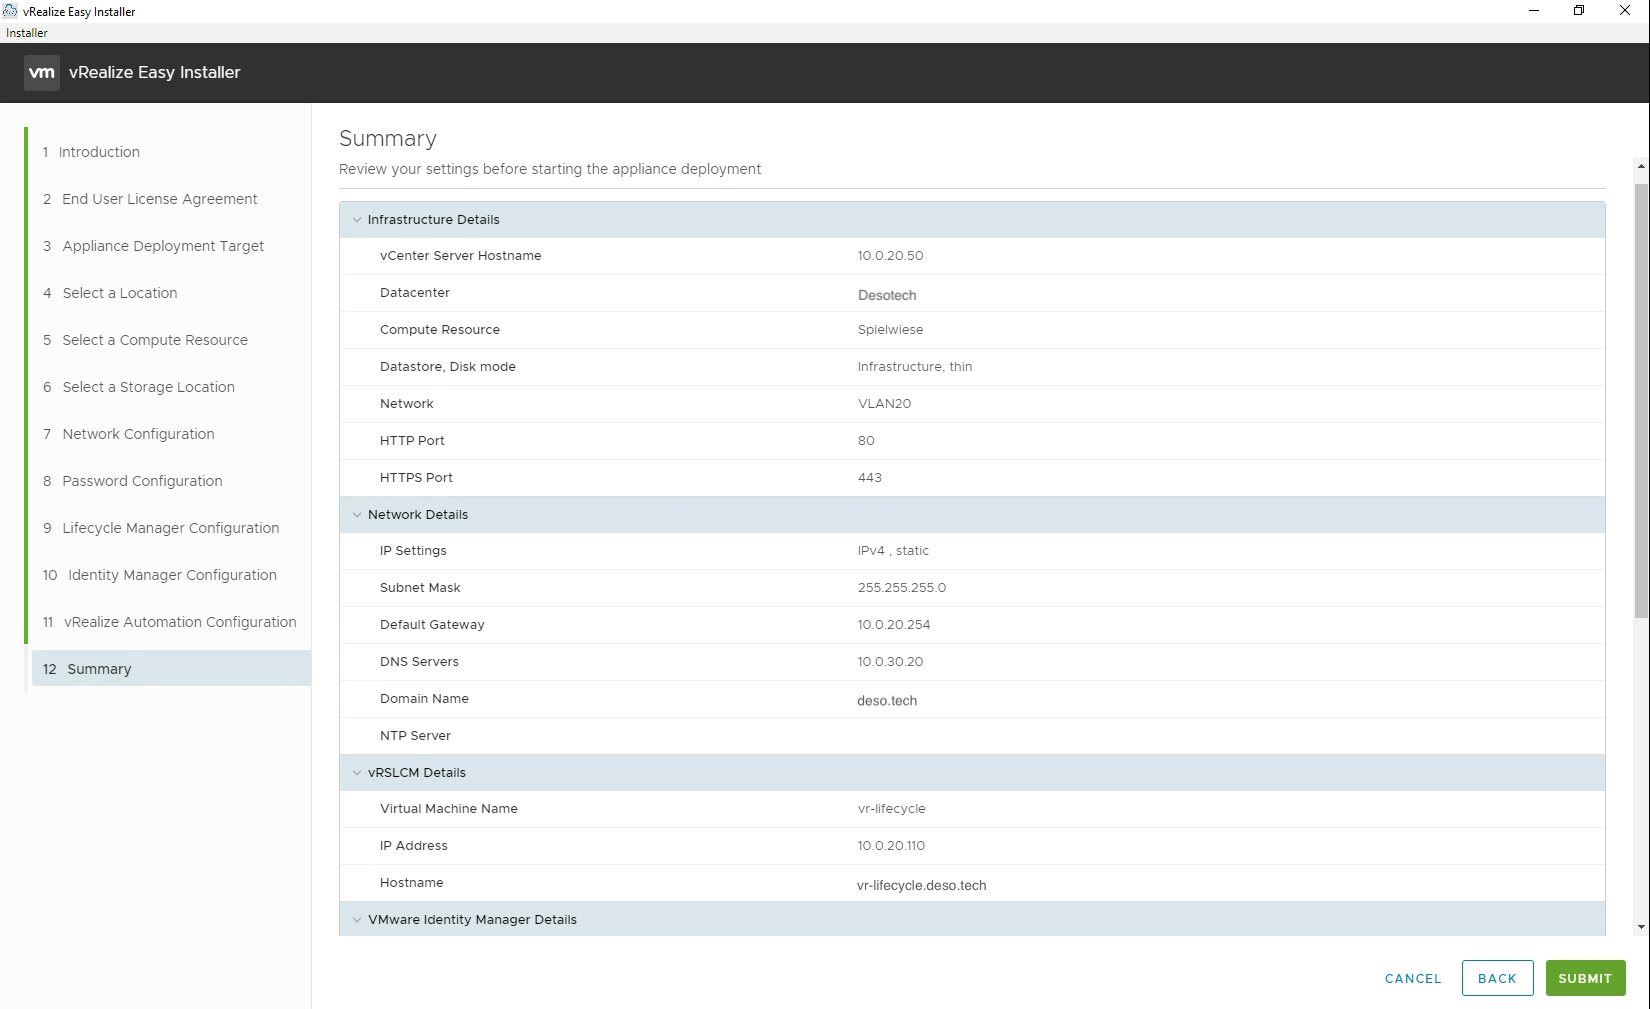 vRealize Easy Installer
Installer
vm vRealize Easy Installer
1 Introduction
2 End User License Agreement
3 Appliance Deployment Target
4 Select a Location
5 Select a Compute Resource
6 Select a Storage Location
7 Network Configuration
8 Password Configuration
9 Lifecycle Manager Configuration
10 Identity Manager Configuration
11 vRealize Automation Configuration
12 Summary
Summary
Review your settings before starting the appliance deployment
Infrastructure Details
vCenter Server Hostname 10.0.20.50
Datacenter Desotech
Compute Resource Spielwiese
Datastore, Disk mode Infrastructure, thin
Network VLAN20
HTTP Port 80
HTTPS Port 443
Network Details
IP Settings IPv4 , static
Subnet Mask 255.255.255.0
Default Gateway 10.0.20.254
DNS Servers 10.0.30.20
Domain Name deso.tech
NTP Server
vRSLCM Details
Virtual Machine Name vr-lifecycle
IP Address 10.0.20.110
Hostname vr-lifecycle.deso.tech
VMware Identity Manager Details
CANCEL BACK SUBMIT